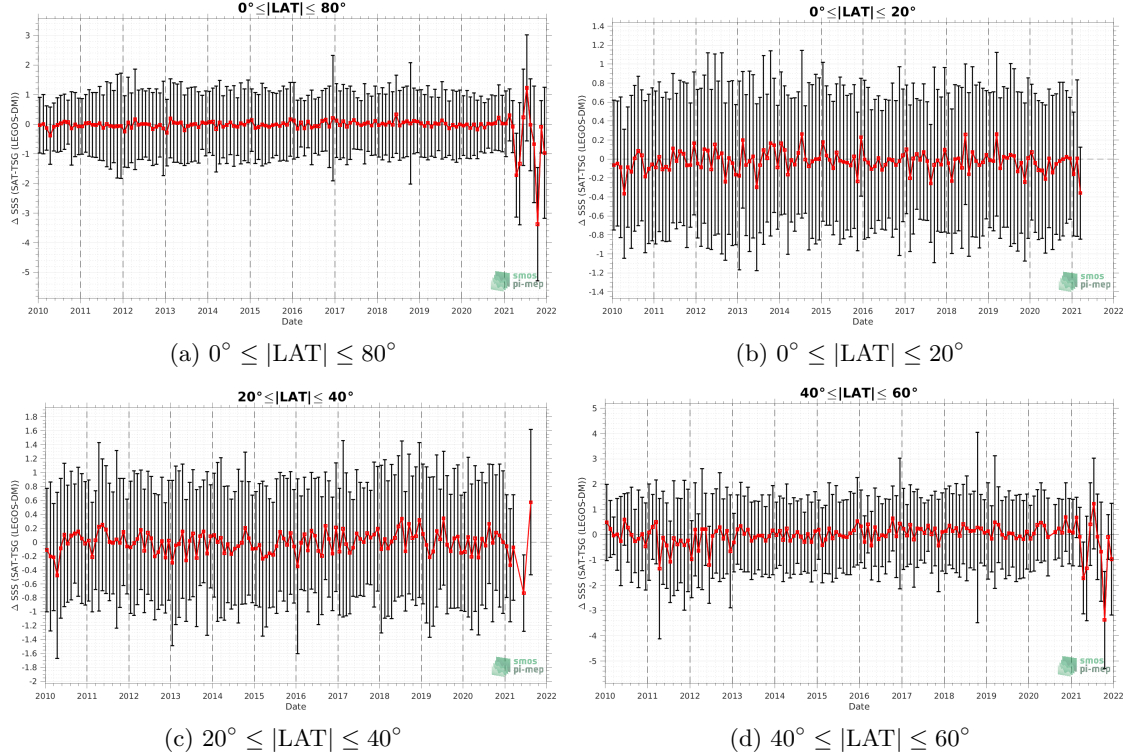 0°≤|LAT|≤ 80°
Δ SSS (SAT-TSG (LEGOS-DM))
3
2
1
0
-1
-2
-3
-4
-5
smos
pi-mep
2010 2011 2012 2013 2014 2015 2016 2017 2018 2019 2020 2021 2022
Date
(a) 0° ≤ |LAT| ≤ 80°
0°≤|LAT|≤ 20°
Δ SSS (SAT-TSG (LEGOS-DM))
1.4
1.2
1
0.8
0.6
0.4
0.2
0
-0.2
-0.4
-0.6
-0.8
-1
-1.2
-1.4
smos
pi-mep
2010 2011 2012 2013 2014 2015 2016 2017 2018 2019 2020 2021 2022
Date
(b) 0° ≤ |LAT| ≤ 20°
20°≤|LAT|≤ 40°
Δ SSS (SAT-TSG (LEGOS-DM))
1.8
1.6
1.4
1.2
1
0.8
0.6
0.4
0.2
0
-0.2
-0.4
-0.6
-0.8
-1
-1.2
-1.4
-1.6
-1.8
-2
smos
pi-mep
2010 2011 2012 2013 2014 2015 2016 2017 2018 2019 2020 2021 2022
Date
(c) 20° ≤ |LAT| ≤ 40°
40°≤|LAT|≤ 60°
Δ SSS (SAT-TSG (LEGOS-DM))
5
4
3
2
1
0
-1
-2
-3
-4
-5
smos
pi-mep
2010 2011 2012 2013 2014 2015 2016 2017 2018 2019 2020 2021 2022
Date
(d) 40° ≤ |LAT| ≤ 60°